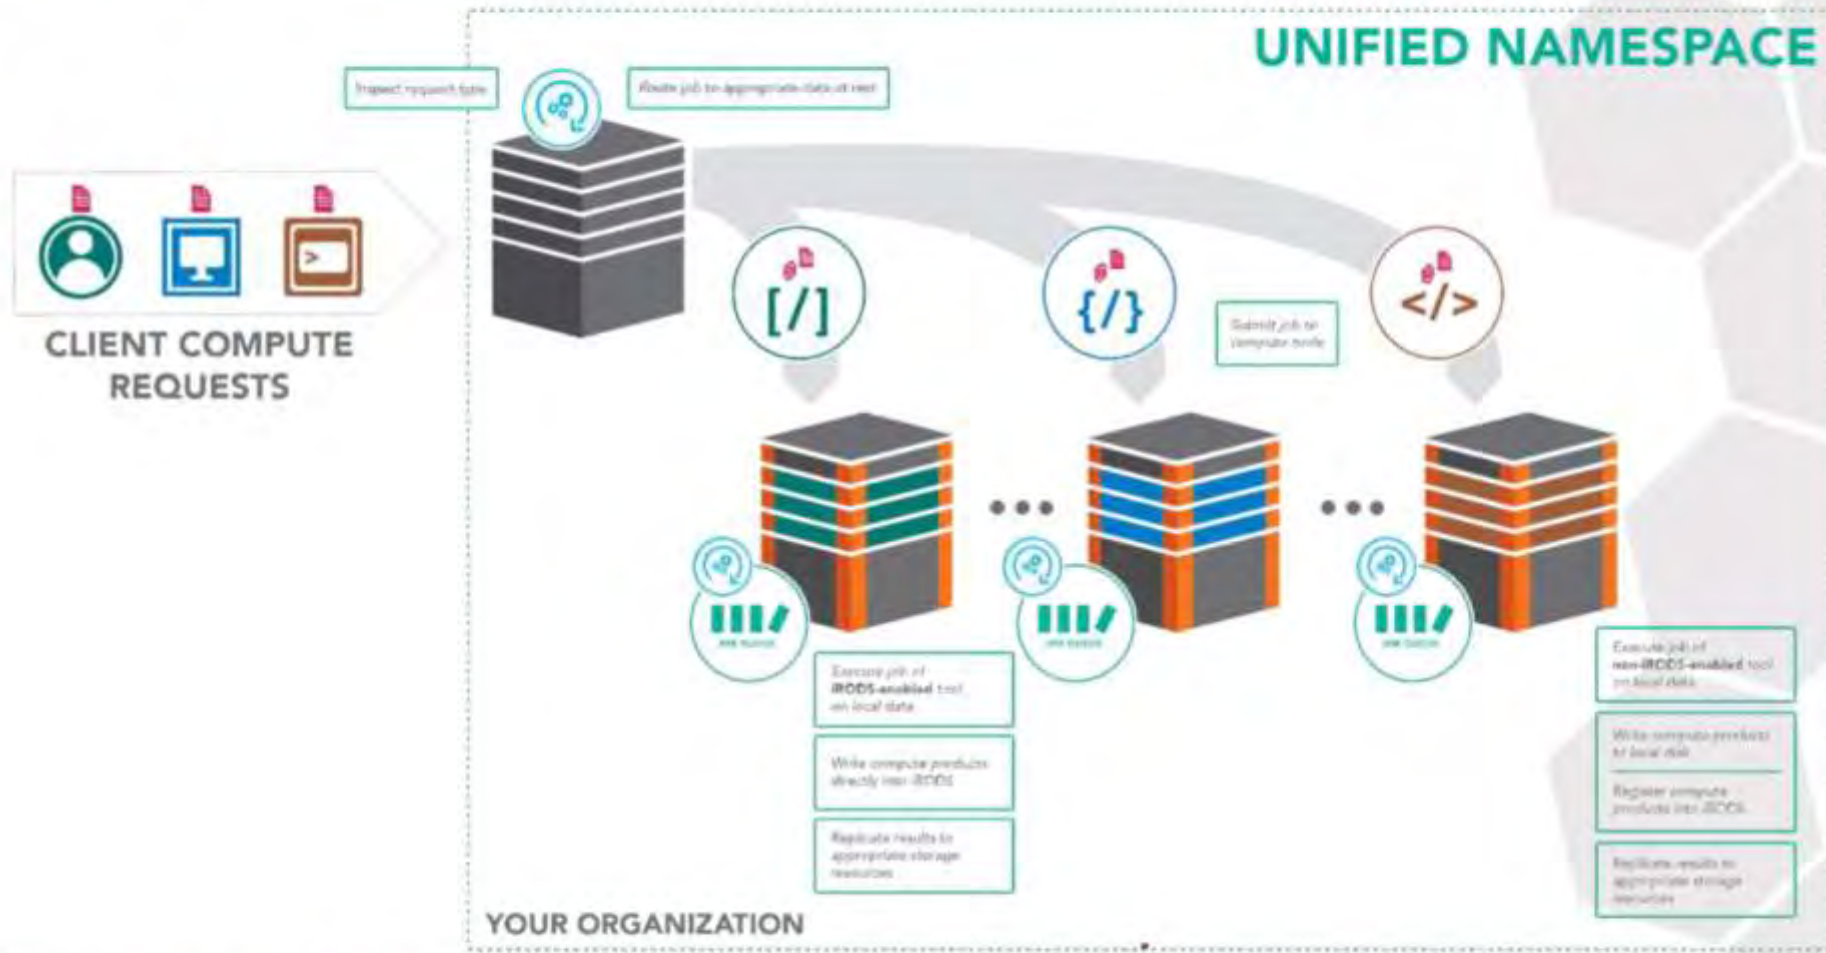 UNIFIED NAMESPACE
Inspect request type
Route job to appropriate data at rest
CLIENT COMPUTE
REQUESTS
[/]
{/}
</>
Submit job to
compute
Execute job of
iRODS-enabled tool
on local data
Write compute products
directly into iRODS
Replicate results to
appropriate storage
resources
Execute job of
non-iRODS-enabled tool
on local data
Write compute products
to local disk
Register compute
products into iRODS
Replicate results to
appropriate storage
resources
YOUR ORGANIZATION